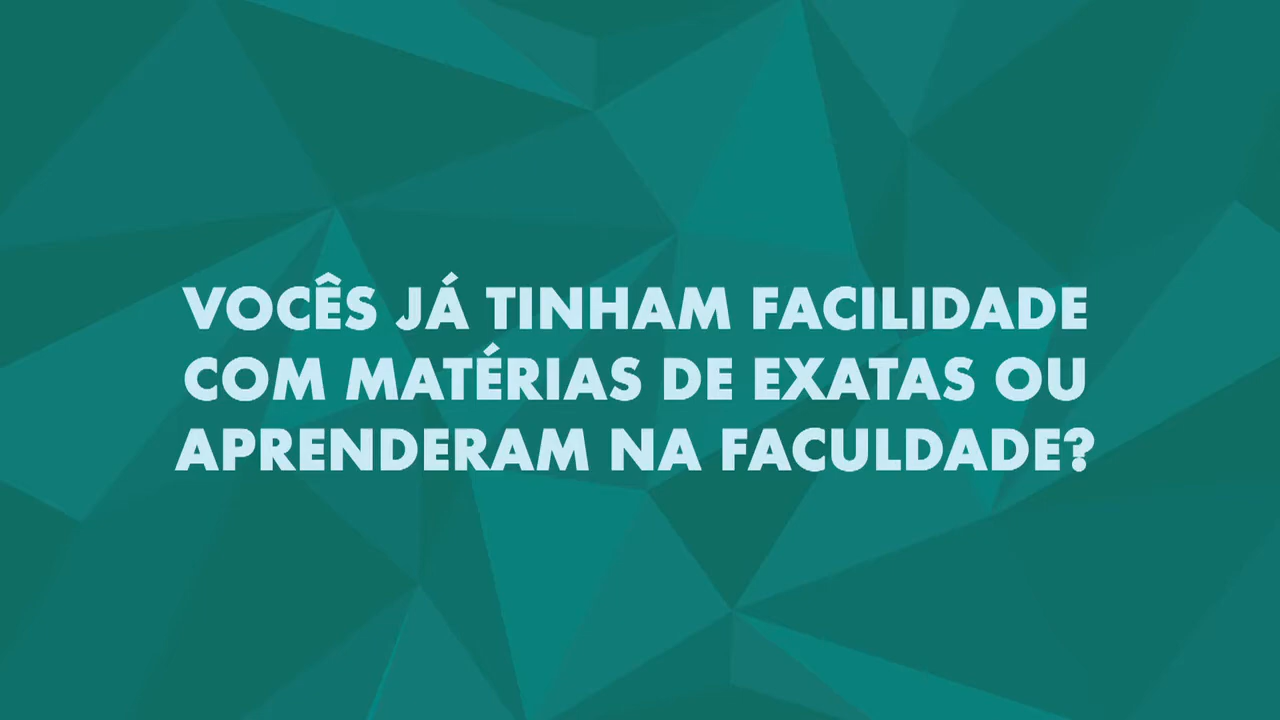 VOCÊS JÁ TINHAM FACILIDADE
COM MATÉRIAS DE EXATAS OU
APRENDERAM NA FACULDADE?